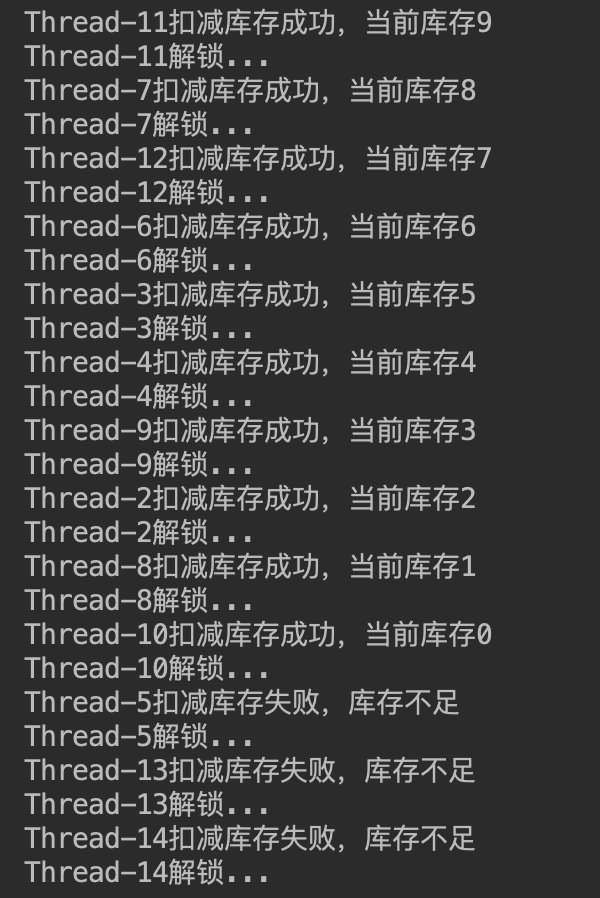 Thread-11扣减库存成功，当前库存9
Thread-11解锁...
Thread-7扣减库存成功，当前库存8
Thread-7解锁...
Thread-12扣减库存成功，当前库存7
Thread-12解锁...
Thread-6扣减库存成功，当前库存6
Thread-6解锁...
Thread-3扣减库存成功，当前库存5
Thread-3解锁...
Thread-4扣减库存成功，当前库存4
Thread-4解锁...
Thread-9扣减库存成功，当前库存3
Thread-9解锁...
Thread-2扣减库存成功，当前库存2
Thread-2解锁...
Thread-8扣减库存成功，当前库存1
Thread-8解锁...
Thread-10扣减库存成功，当前库存0
Thread-10解锁...
Thread-5扣减库存失败，库存不足
Thread-5解锁...
Thread-13扣减库存失败，库存不足
Thread-13解锁...
Thread-14扣减库存失败，库存不足
Thread-14解锁...